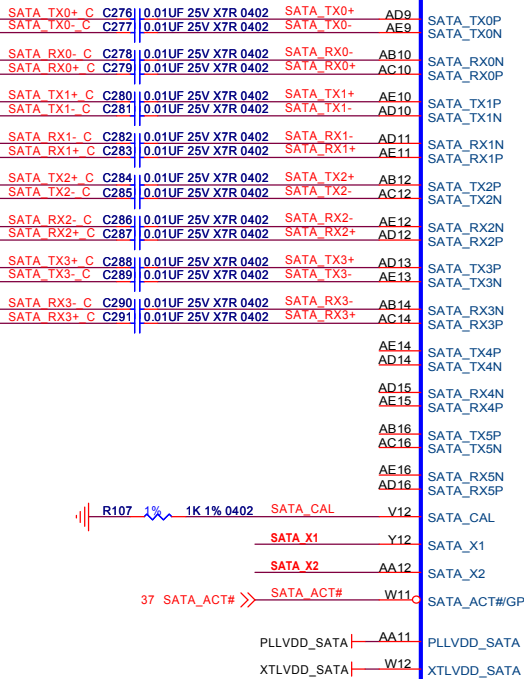 SATA_TX0+_C C276 0.01UF 25V X7R 0402 SATA_TX0+ AD9 SATA_TX0P
SATA_TX0-_C C277 0.01UF 25V X7R 0402 SATA_TX0- AE9 SATA_TX0N
SATA_RX0-_C C278 0.01UF 25V X7R 0402 SATA_RX0- AB10 SATA_RX0N
SATA_RX0+_C C279 0.01UF 25V X7R 0402 SATA_RX0+ AC10 SATA_RX0P
SATA_TX1+_C C280 0.01UF 25V X7R 0402 SATA_TX1+ AE10 SATA_TX1P
SATA_TX1-_C C281 0.01UF 25V X7R 0402 SATA_TX1- AD10 SATA_TX1N
SATA_RX1-_C C282 0.01UF 25V X7R 0402 SATA_RX1- AD11 SATA_RX1N
SATA_RX1+_C C283 0.01UF 25V X7R 0402 SATA_RX1+ AE11 SATA_RX1P
SATA_TX2+_C C284 0.01UF 25V X7R 0402 SATA_TX2+ AB12 SATA_TX2P
SATA_TX2-_C C285 0.01UF 25V X7R 0402 SATA_TX2- AC12 SATA_TX2N
SATA_RX2-_C C286 0.01UF 25V X7R 0402 SATA_RX2- AE12 SATA_RX2N
SATA_RX2+_C C287 0.01UF 25V X7R 0402 SATA_RX2+ AD12 SATA_RX2P
SATA_TX3+_C C288 0.01UF 25V X7R 0402 SATA_TX3+ AD13 SATA_TX3P
SATA_TX3-_C C289 0.01UF 25V X7R 0402 SATA_TX3- AE13 SATA_TX3N
SATA_RX3-_C C290 0.01UF 25V X7R 0402 SATA_RX3- AB14 SATA_RX3N
SATA_RX3+_C C291 0.01UF 25V X7R 0402 SATA_RX3+ AC14 SATA_RX3P
AE14 SATA_TX4P
AD14 SATA_TX4N
AD15 SATA_RX4N
AE15 SATA_RX4P
AB16 SATA_TX5P
AC16 SATA_TX5N
AE16 SATA_RX5N
AD16 SATA_RX5P
R107 1% 1K 1% 0402 SATA_CAL V12 SATA_CAL
SATA_X1 Y12 SATA_X1
SATA_X2 AA12 SATA_X2
37 SATA_ACT# SATA_ACT# W11 SATA_ACT#/GP
PLLVDD_SATA AA11 PLLVDD_SATA
XTLVDD_SATA W12 XTLVDD_SATA